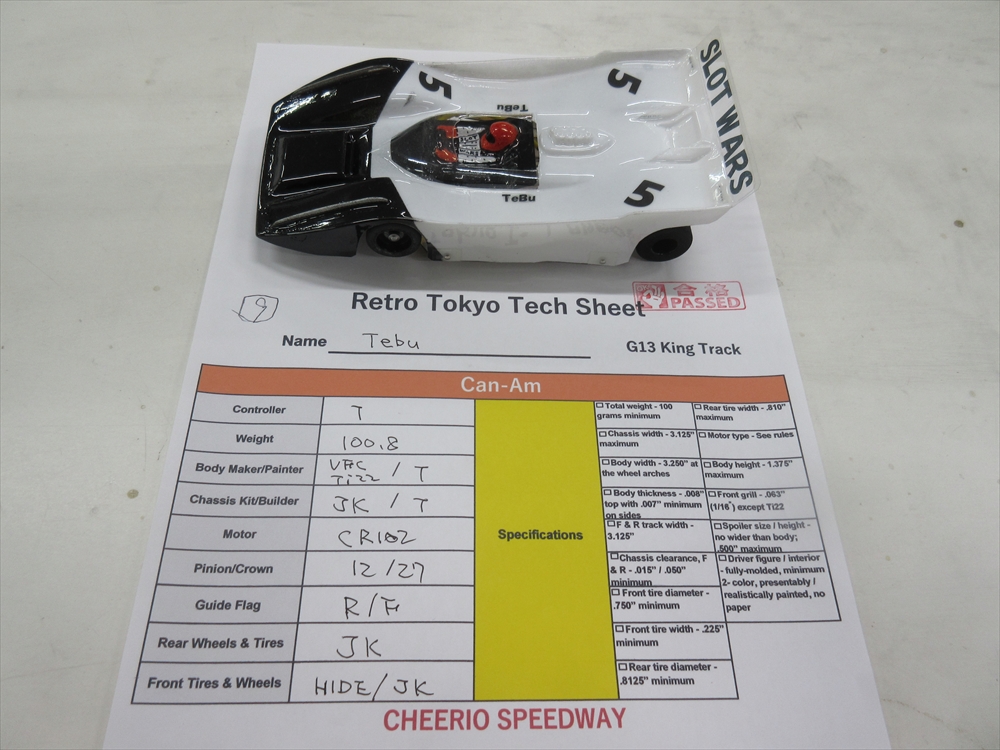 SLOT WARS
5
5
TeBu
TeBu
5
9
Retro Tokyo Tech Sheet
合格
PASSED
Name Tebu
G13 King Track
Can-Am
Controller T
Weight 100.8
Body Maker/Painter VAC Tizz / T
Chassis Kit/Builder JK / T
Motor CR102
Pinion/Crown 12/27
Guide Flag R/F
Rear Wheels & Tires JK
Front Tires & Wheels HIDE/JK
Specifications
Total weight - 100
grams minimum
Chassis width - 3.125"
maximum
Body width - 3.250" at
the wheel arches
Body thickness - .008"
top with .007" minimum
on sides
F & R track width -
3.125"
Chassis clearance, F
& R - .015" / .050"
minimum
Front tire diameter -
.750" minimum
Front tire width - .225"
minimum
Rear tire diameter -
.8125" minimum
Rear tire width - .810"
maximum
Motor type - See rules
Body height - 1.375"
maximum
Front grill - .063"
(1/16") except Ti22
Spoiler size / height -
no wider than body;
.500" maximum
Driver figure / interior
- fully-molded, minimum
2- color, presentably /
realistically painted, no
paper
CHEERIO SPEEDWAY